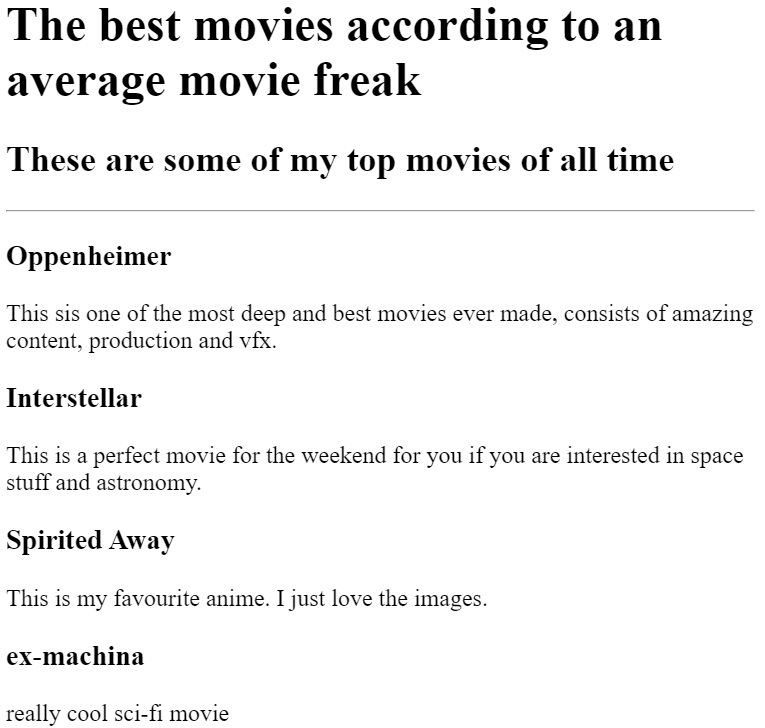 The best movies according to an
average movie freak
These are some of my top movies of all time
Oppenheimer
This sis one of the most deep and best movies ever made, consists of amazing
content, production and vfx.
Interstellar
This is a perfect movie for the weekend for you if you are interested in space
stuff and astronomy.
Spirited Away
This is my favourite anime. I just love the images.
ex-machina
really cool sci-fi movie